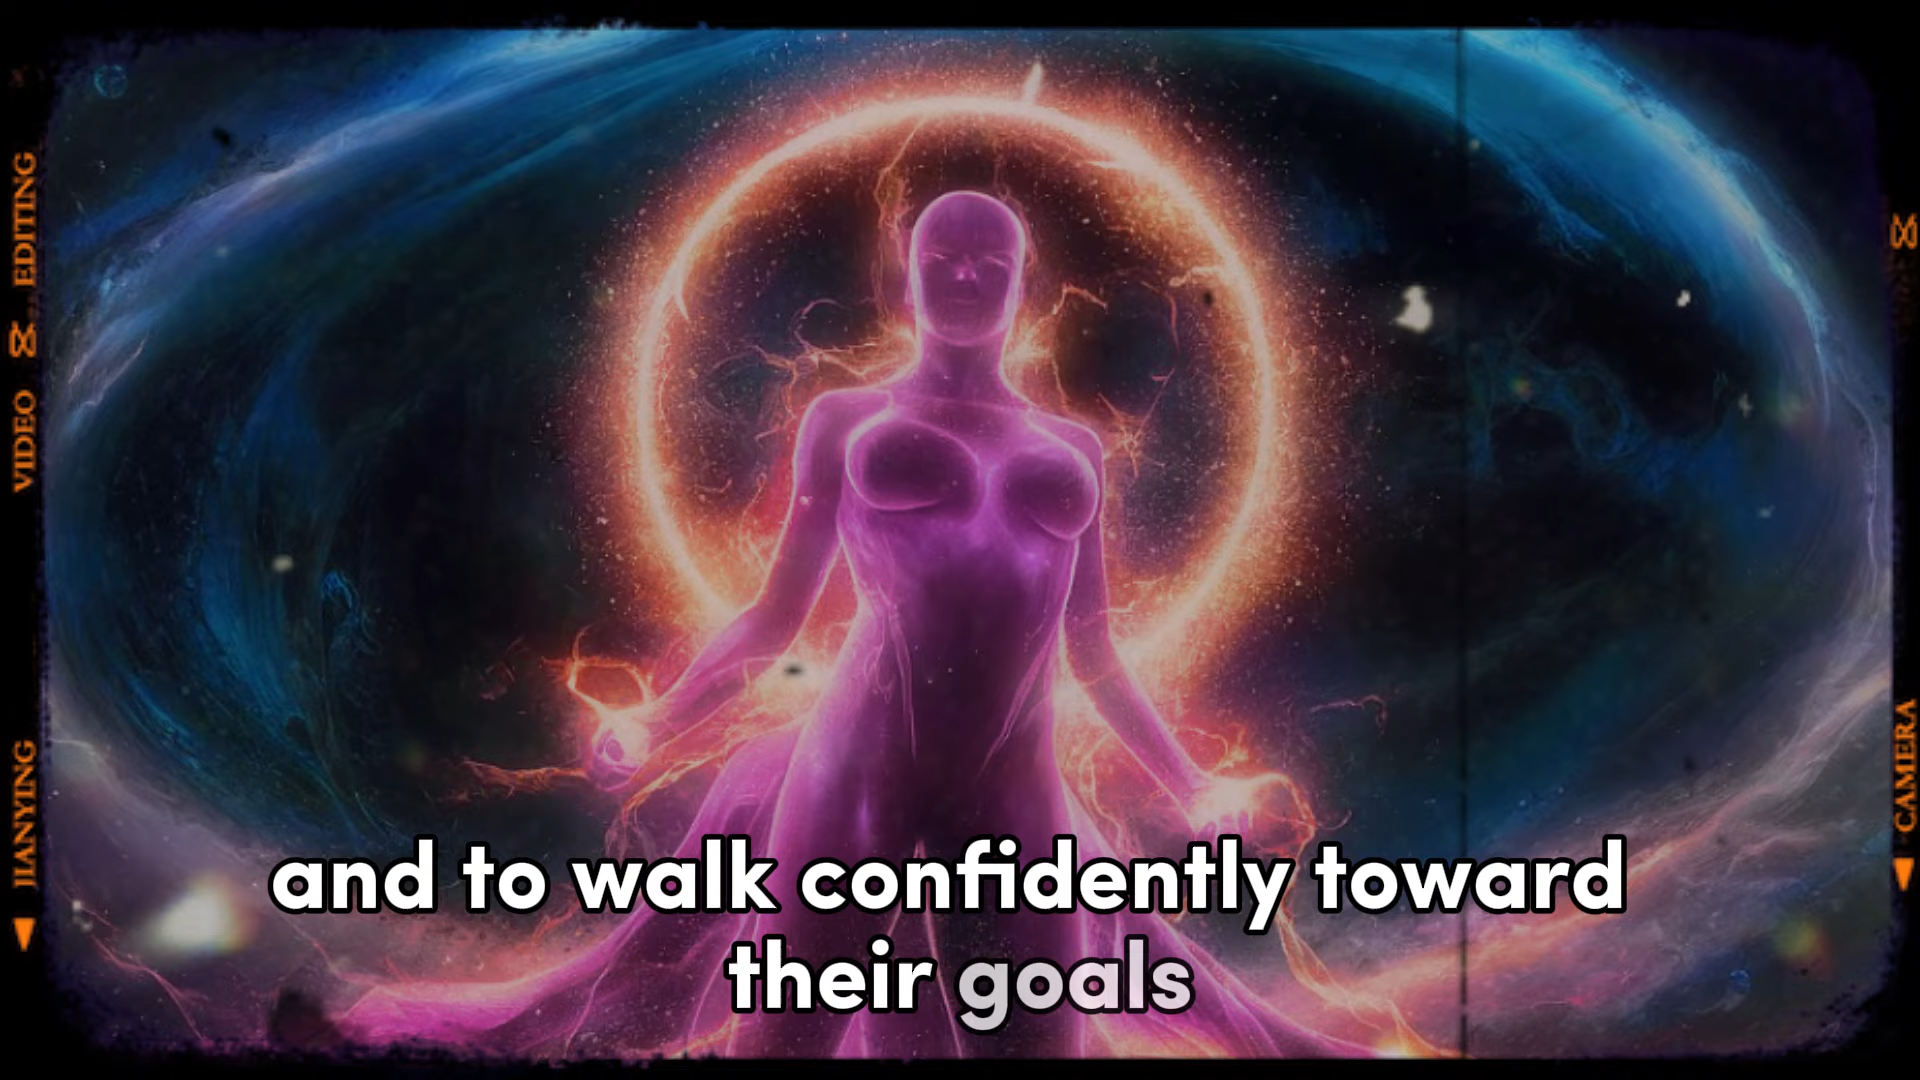 VIDEO EDITING
JIANYING
CAMERA
and to walk confidently toward
their goals